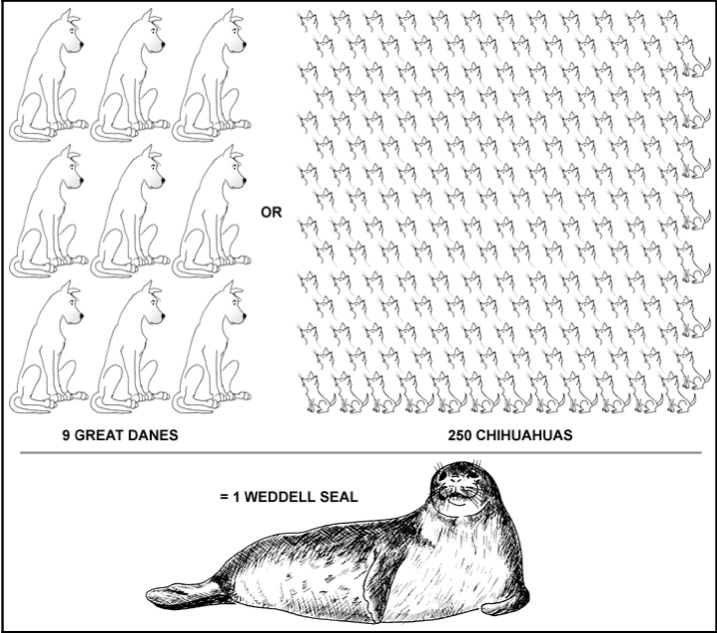 OR
9 GREAT DANES
250 CHIHUAHUAS
= 1 WEDDELL SEAL